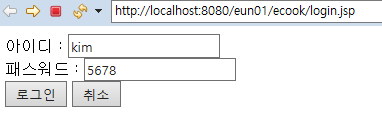 http://localhost:8080/eun01/ecook/login.jsp
아이디 : kim
패스워드 : 5678
로그인 취소